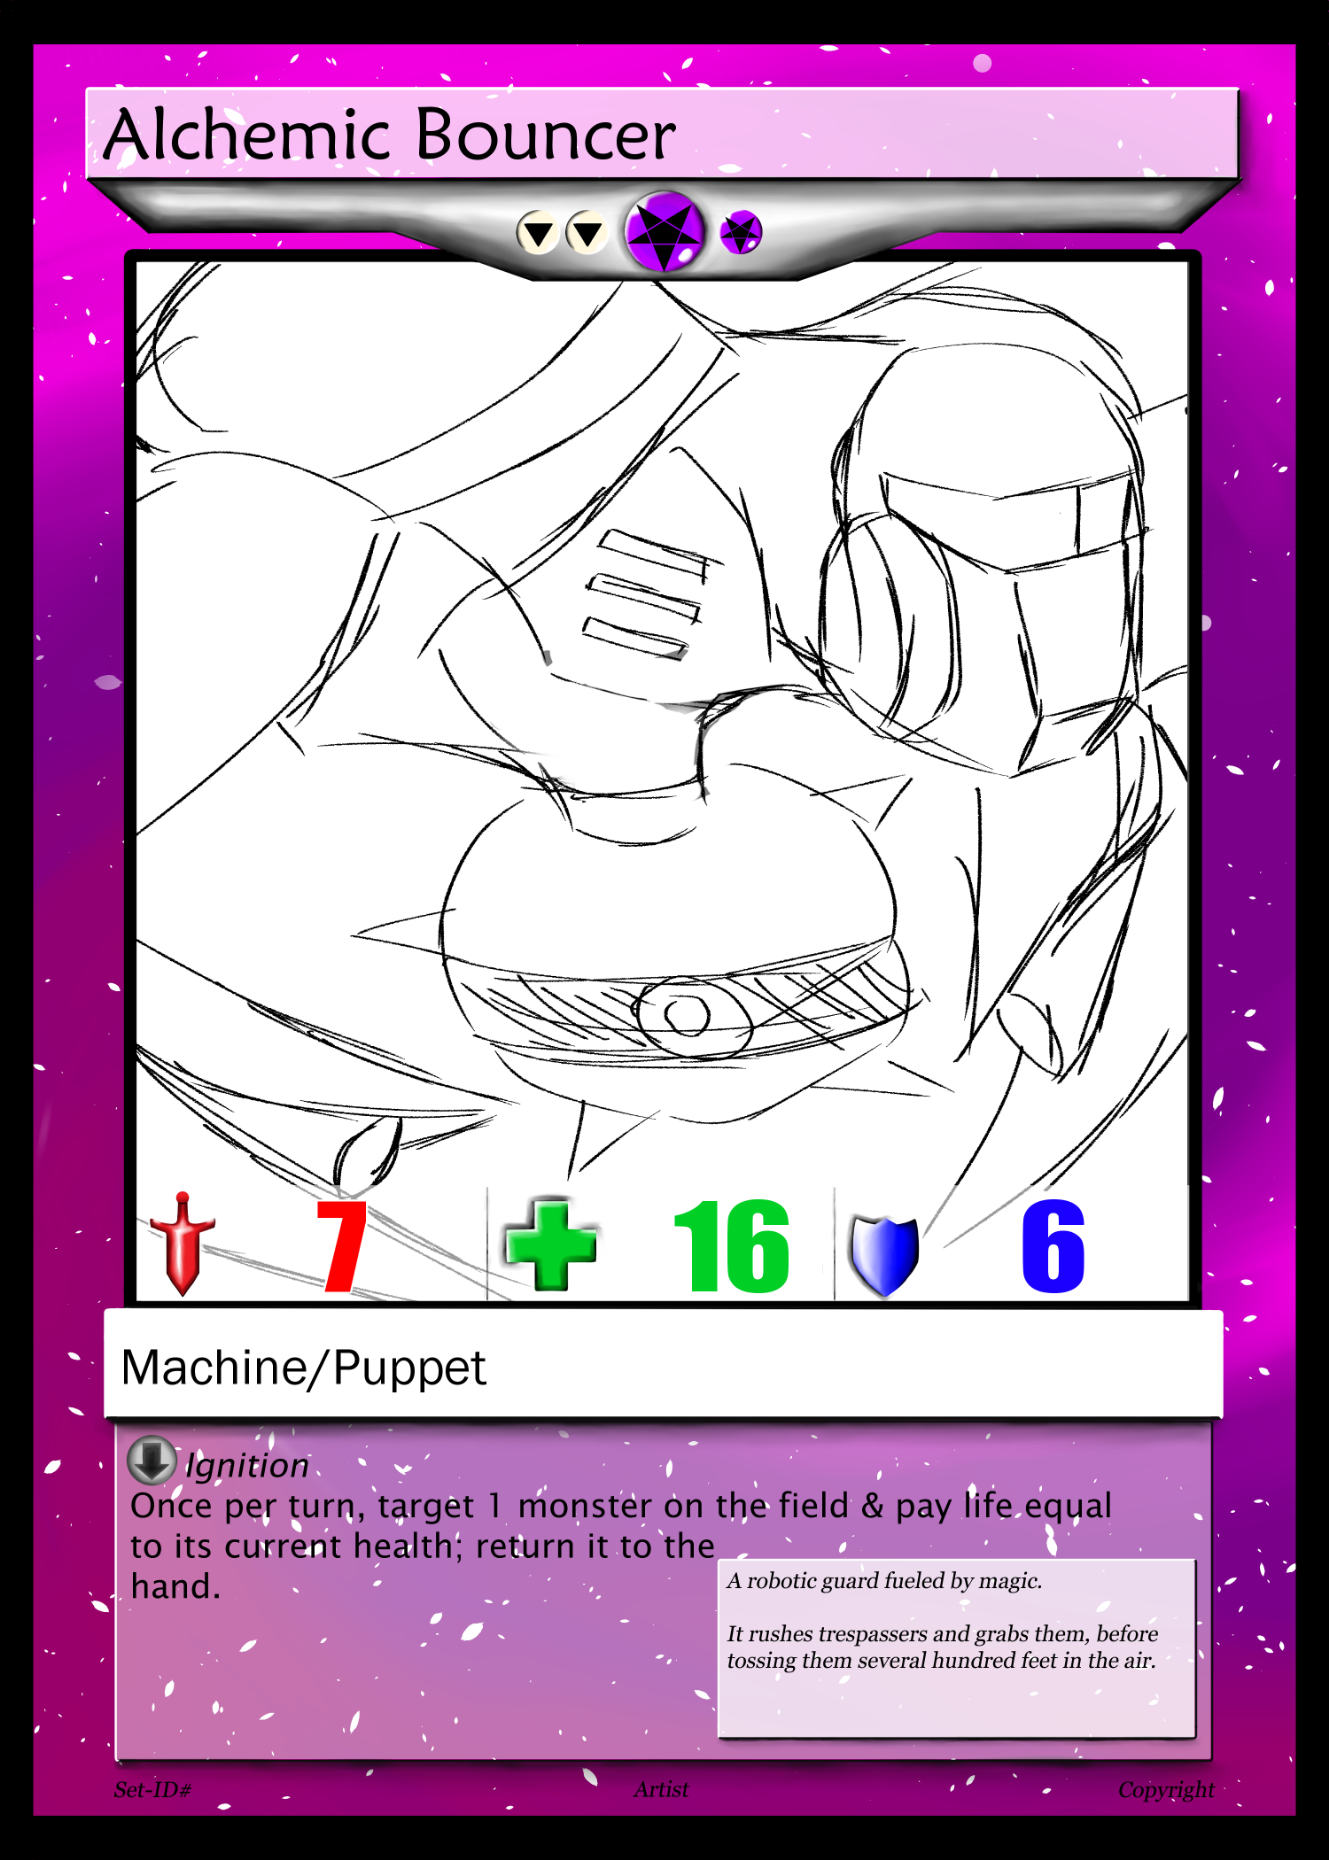 Alchemic Bouncer
7 16 6
Machine/Puppet
Ignition
Once per turn, target 1 monster on the field & pay life equal
to its current health; return it to the
hand.
A robotic guard fueled by magic.
It rushes trespassers and grabs them, before
tossing them several hundred feet in the air.
Set-ID# Artist Copyright